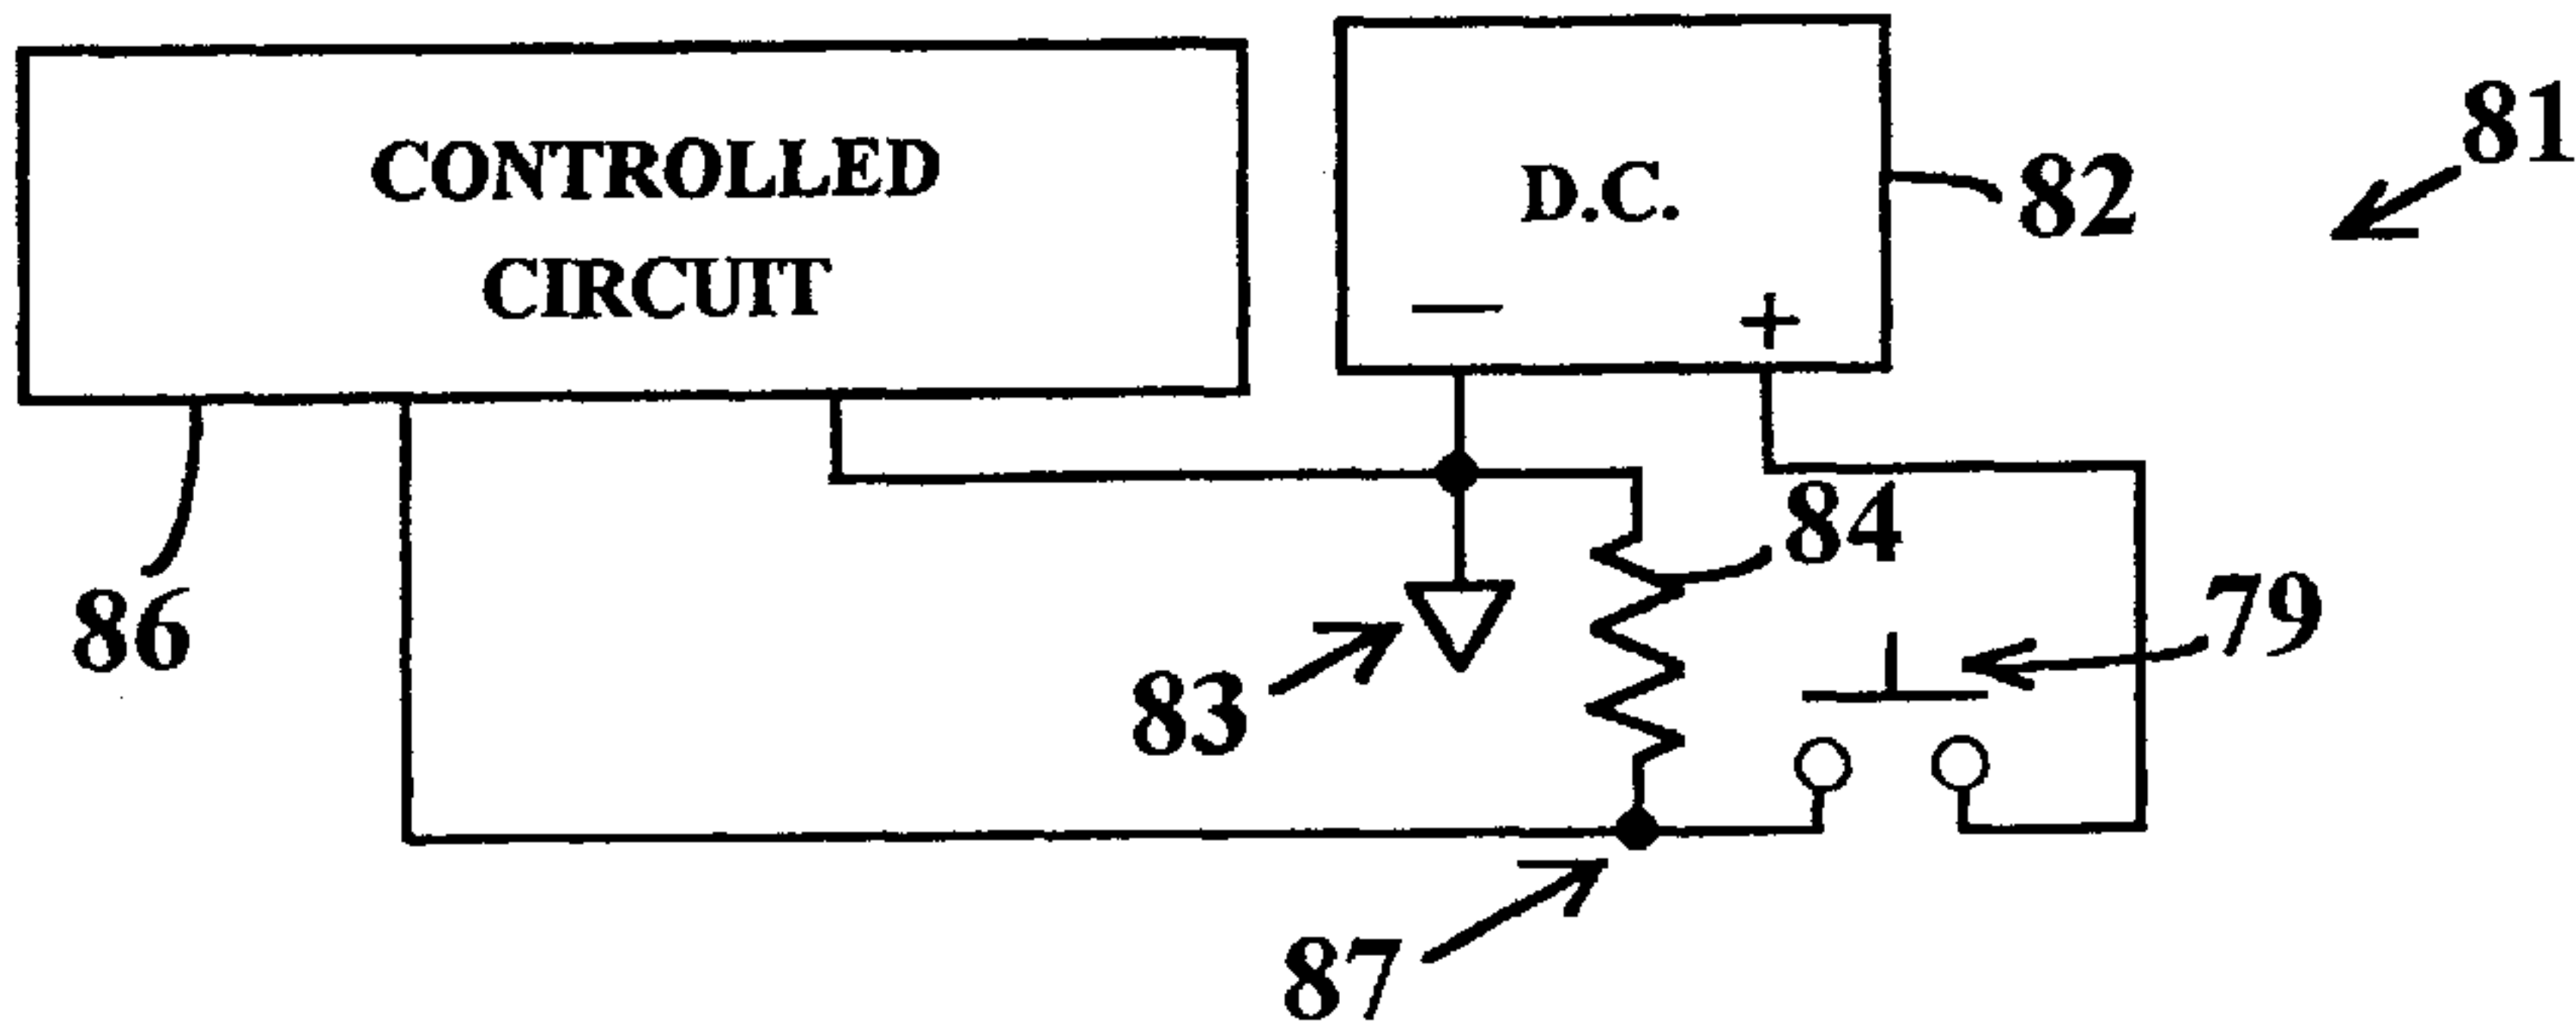 CONTROLLED
CIRCUIT
D.C.
— +
81
82
84
86
79
83
87